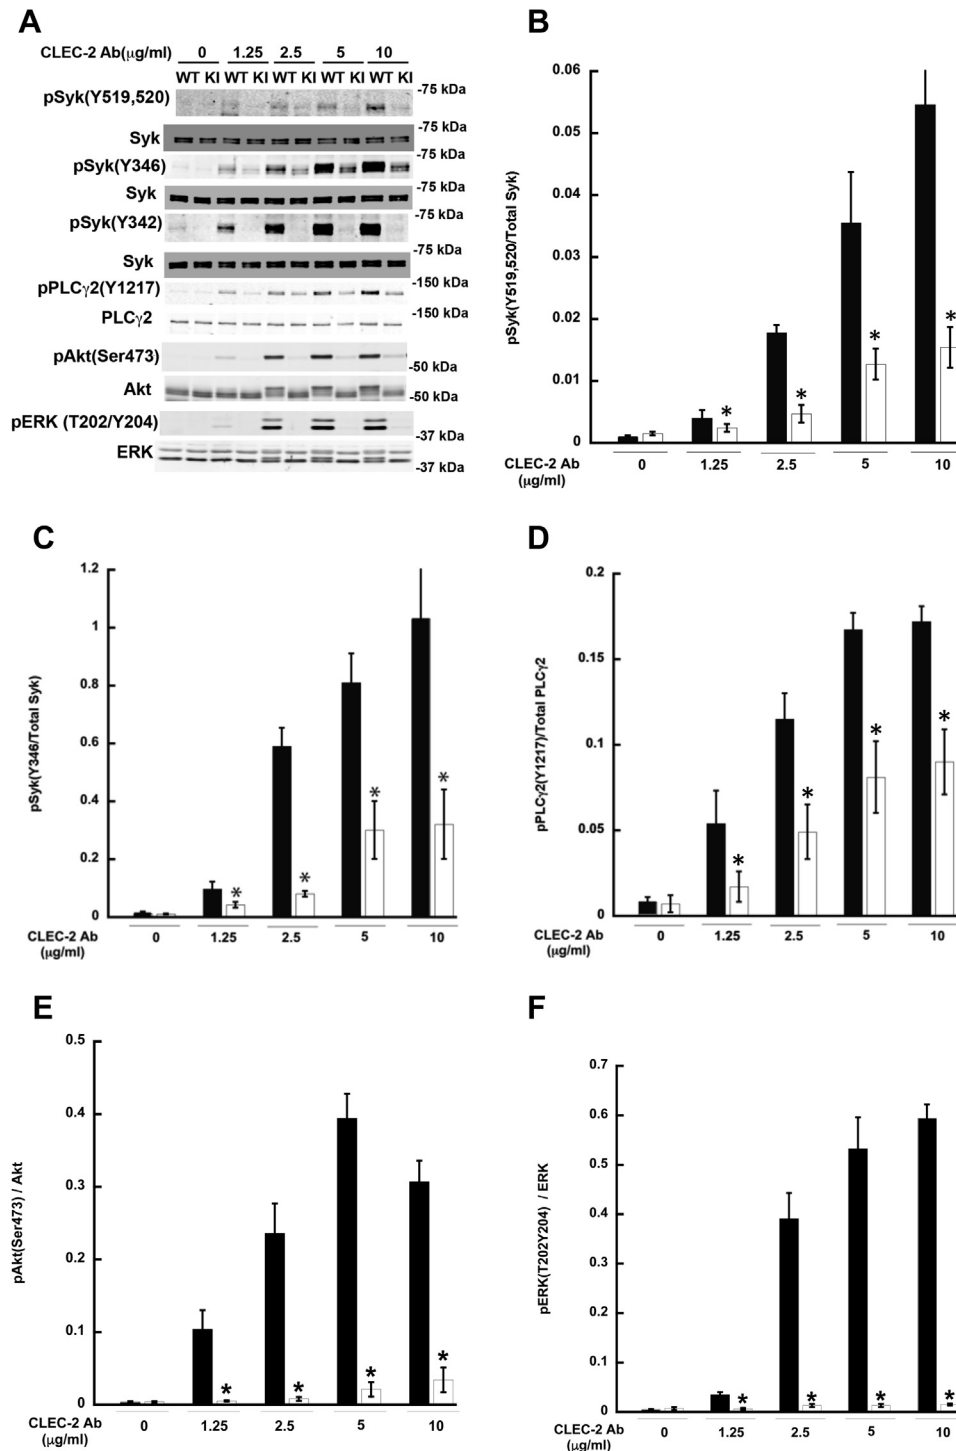 A
CLEC-2 Ab(μg/ml) 0 1.25 2.5 5 10
WT KI WT KI WT KI WT KI WT KI
pSyk(Y519,520) -75 kDa
Syk -75 kDa
pSyk(Y346) -75 kDa
Syk -75 kDa
pSyk(Y342) -75 kDa
Syk -75 kDa
pPLCγ2(Y1217) -150 kDa
PLCγ2 -150 kDa
pAkt(Ser473) -50 kDa
Akt -50 kDa
pERK (T202/Y204) -37 kDa
ERK -37 kDa
B
pSyk(Y519,520/Total Syk)
0.06
0.05
0.04
0.03
0.02
0.01
0
* * * *
CLEC-2 Ab 0 1.25 2.5 5 10
(μg/ml)
C
pSyk(Y346/Total Syk)
1.2
1
0.8
0.6
0.4
0.2
0
* * * *
CLEC-2 Ab 0 1.25 2.5 5 10
(μg/ml)
D
pPLCγ2(Y1217)/Total PLCγ2
0.2
0.15
0.1
0.05
0
* * * *
CLEC-2 Ab 0 1.25 2.5 5 10
(μg/ml)
E
pAkt(Ser473) / Akt
0.5
0.4
0.3
0.2
0.1
0
* * * *
CLEC-2 Ab 0 1.25 2.5 5 10
(μg/ml)
F
pERK(T202Y204) / ERK
0.7
0.6
0.5
0.4
0.3
0.2
0.1
0
* * * *
CLEC-2 Ab 0 1.25 2.5 5 10
(μg/ml)